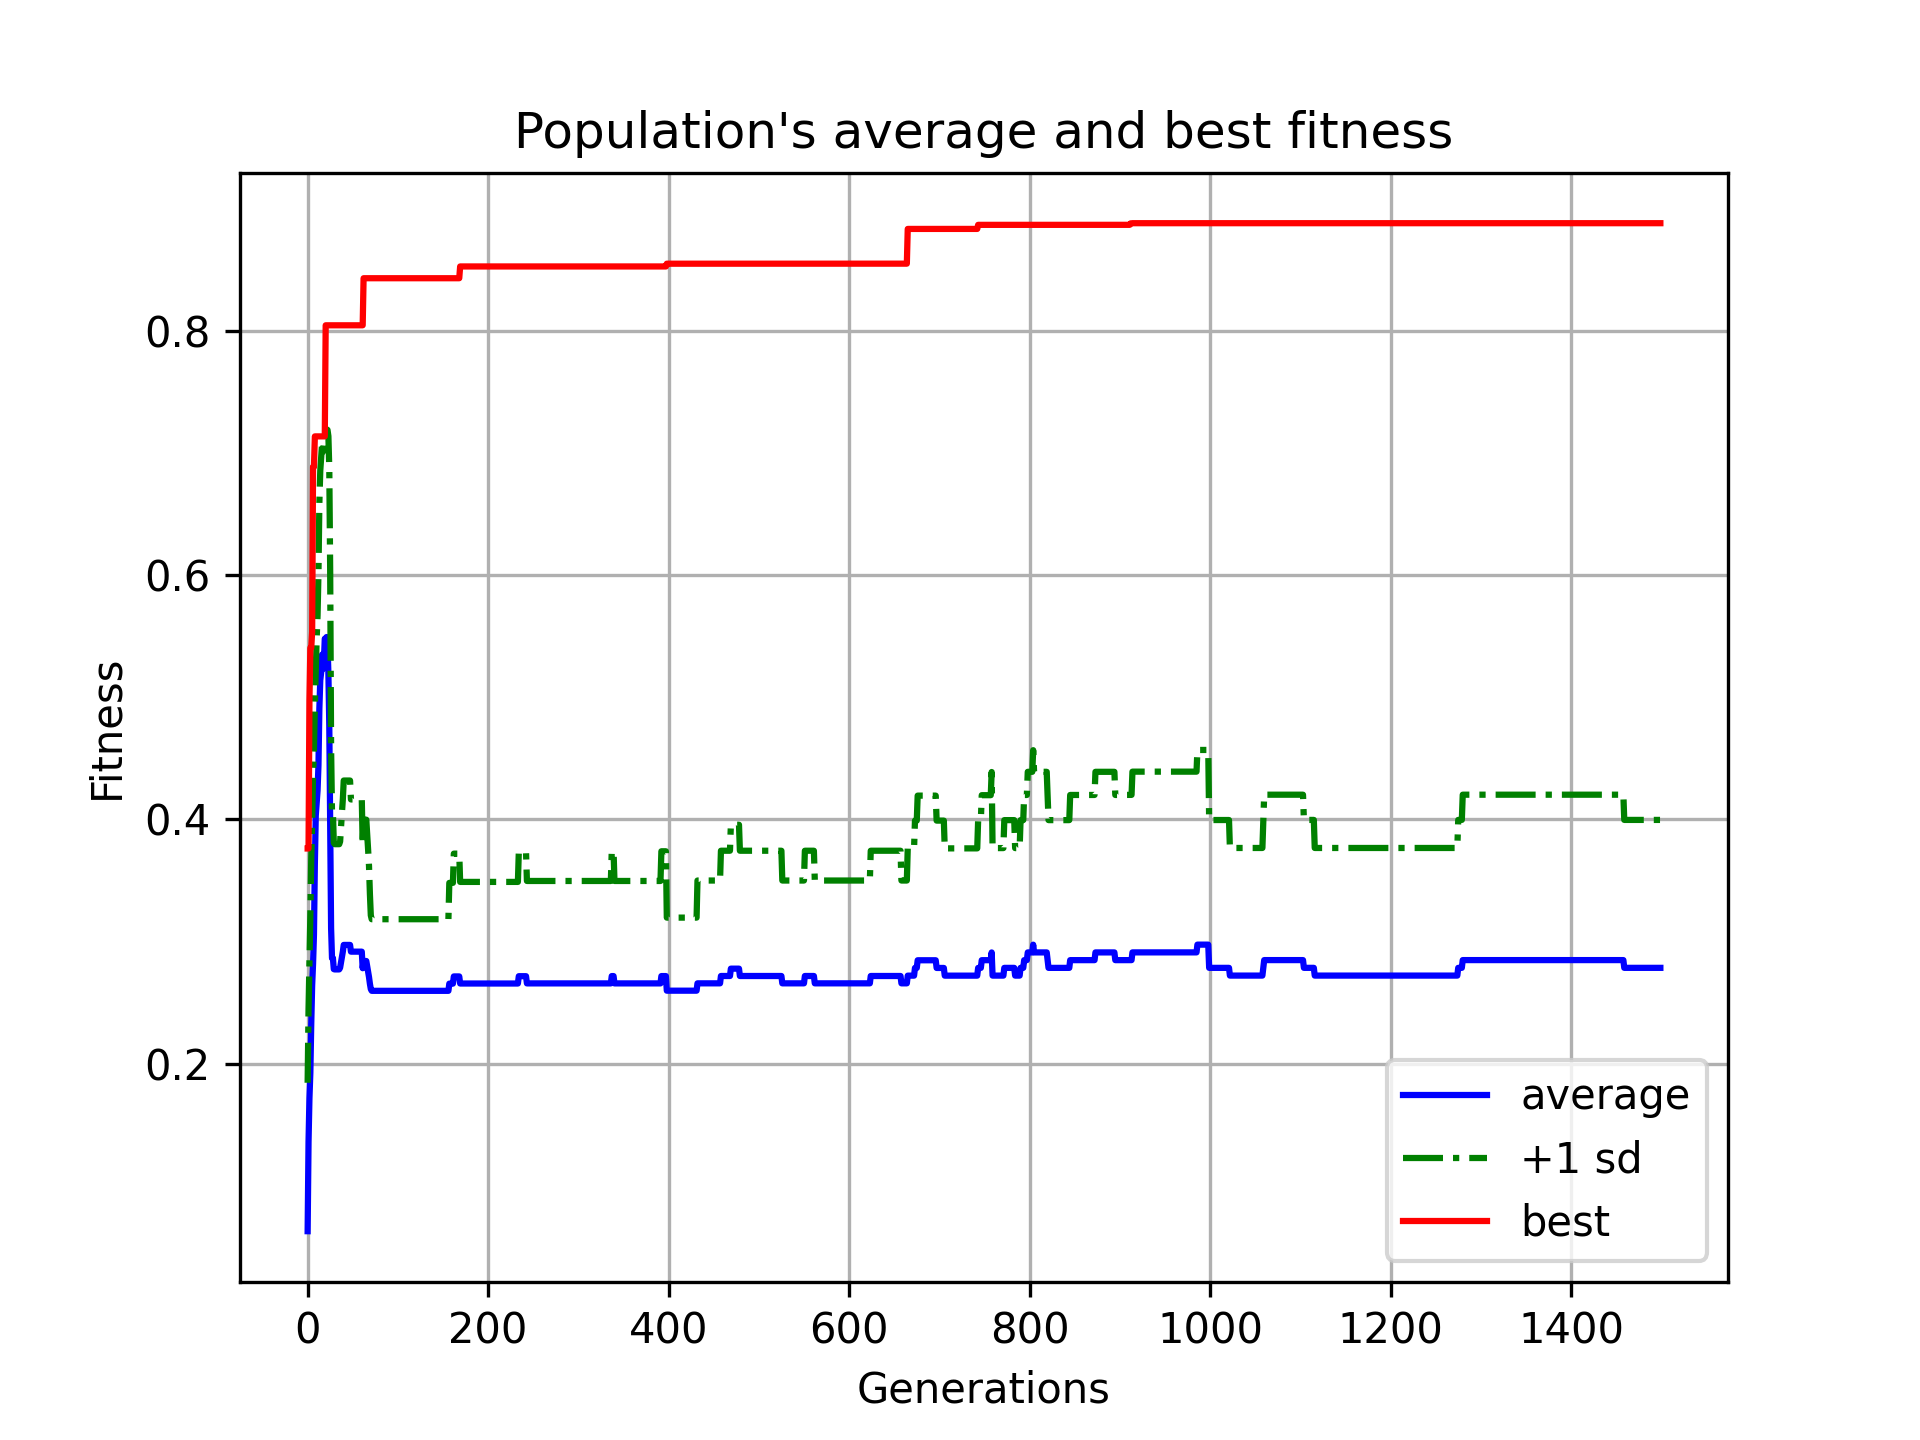 Population's average and best fitness
Fitness
0.8
0.6
0.4
0.2
0 200 400 600 800 1000 1200 1400
Generations
average
+1 sd
best